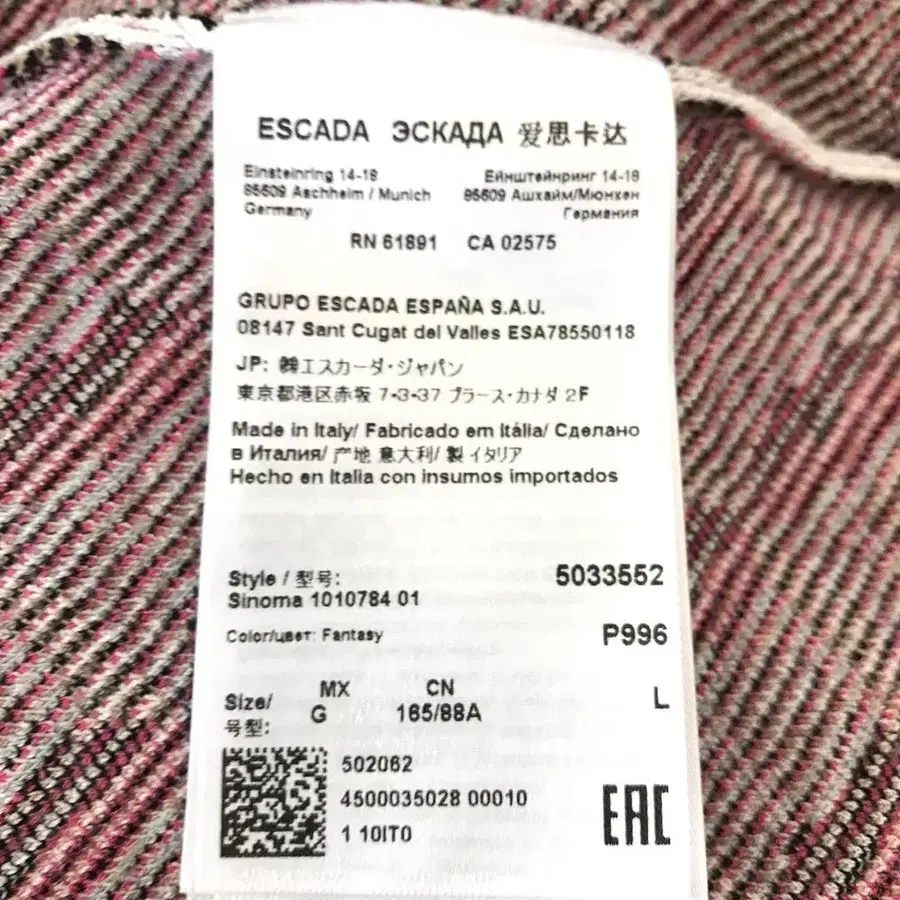 ESCADA ЭСКАДА 爱思卡达
Einsteinring 14-18
85609 Aschheim / Munich
Germany
Ейнштейнринг 14-18
85609 Ашхайм/Мюнхен
Германия
RN 61891 CA 02575
GRUPO ESCADA ESPAÑA S.A.U.
08147 Sant Cugat del Valles ESA78550118
JP: ㈱エスカーダ・ジャパン
東京都港区赤坂 7-3-37 プラース・カナダ 2F
Made in Italy/ Fabricado em Itália/ Сделано
в Италии/ 产地 意大利/ 製 イタリア
Hecho en Italia con insumos importados
Style / 型号: 5033552
Sinoma 1010784 01
Color/цвет: Fantasy P996
MX CN
Size/ G 165/88A L
号型:
502062
4500035028 00010
1 10IT0
EAC